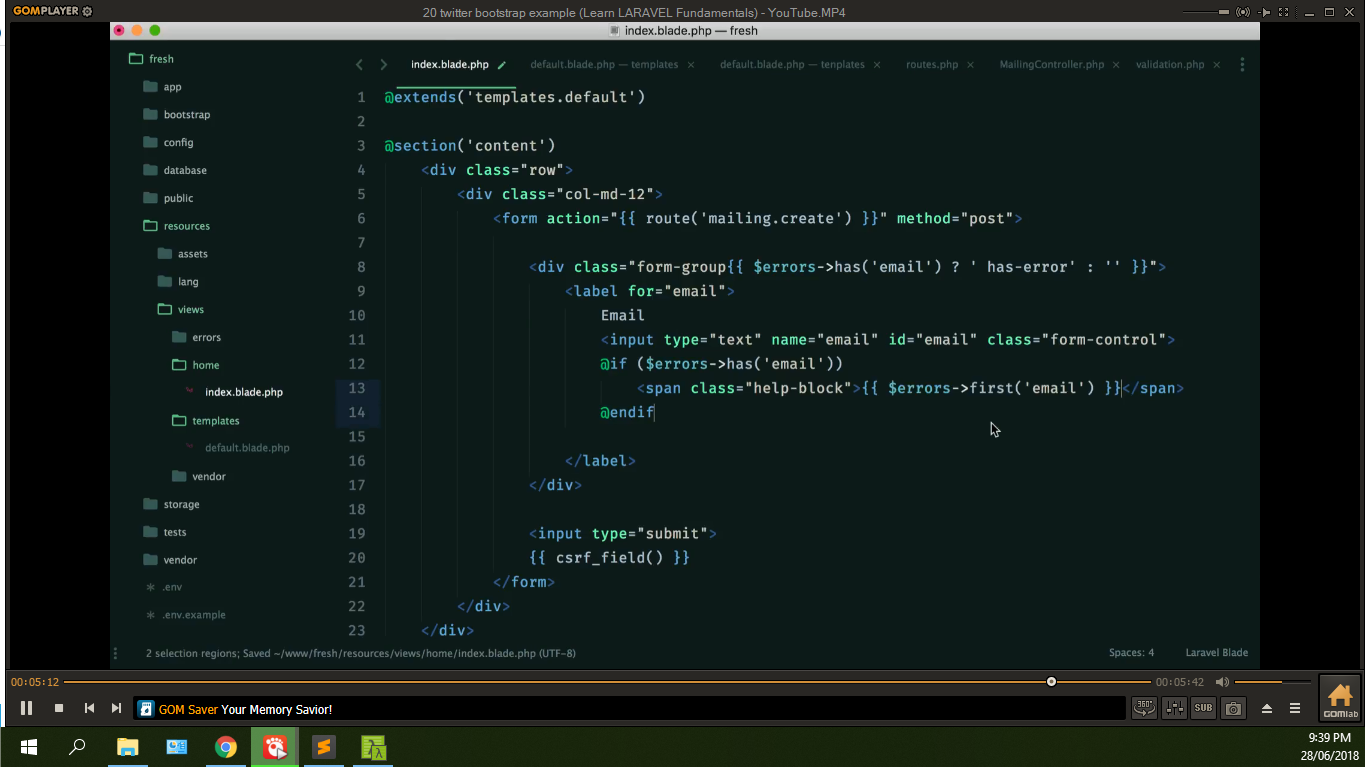 GOMPLAYER
20 twitter bootstrap example (Learn LARAVEL Fundamentals) - YouTube.MP4
index.blade.php — fresh
fresh
app
bootstrap
config
database
public
resources
assets
lang
views
errors
home
index.blade.php
templates
default.blade.php
vendor
storage
tests
vendor
.env
.env.example
index.blade.php default.blade.php — templates × default.blade.php — tenplates × routes.php × MailingController.php × validation.php ×
1 @extends('templates.default')
2
3 @section('content')
4 <div class="row">
5 <div class="col-md-12">
6 <form action="{{ route('mailing.create') }}" method="post">
7
8 <div class="form-group{{ $errors->has('email') ? ' has-error' : '' }}">
9 <label for="email">
10 Email
11 <input type="text" name="email" id="email" class="form-control">
12 @if ($errors->has('email'))
13 <span class="help-block">{{ $errors->first('email') }}</span>
14 @endif
15
16 </label>
17 </div>
18
19 <input type="submit">
20 {{ csrf_field() }}
21 </form>
22 </div>
23 </div>
2 selection regions; Saved ~/www/fresh/resources/views/home/index.blade.php (UTF-8) Spaces: 4 Laravel Blade
00:05:12 00:05:42
GOM Saver Your Memory Savior!
360° SUB
GOMlab
9:39 PM
28/06/2018